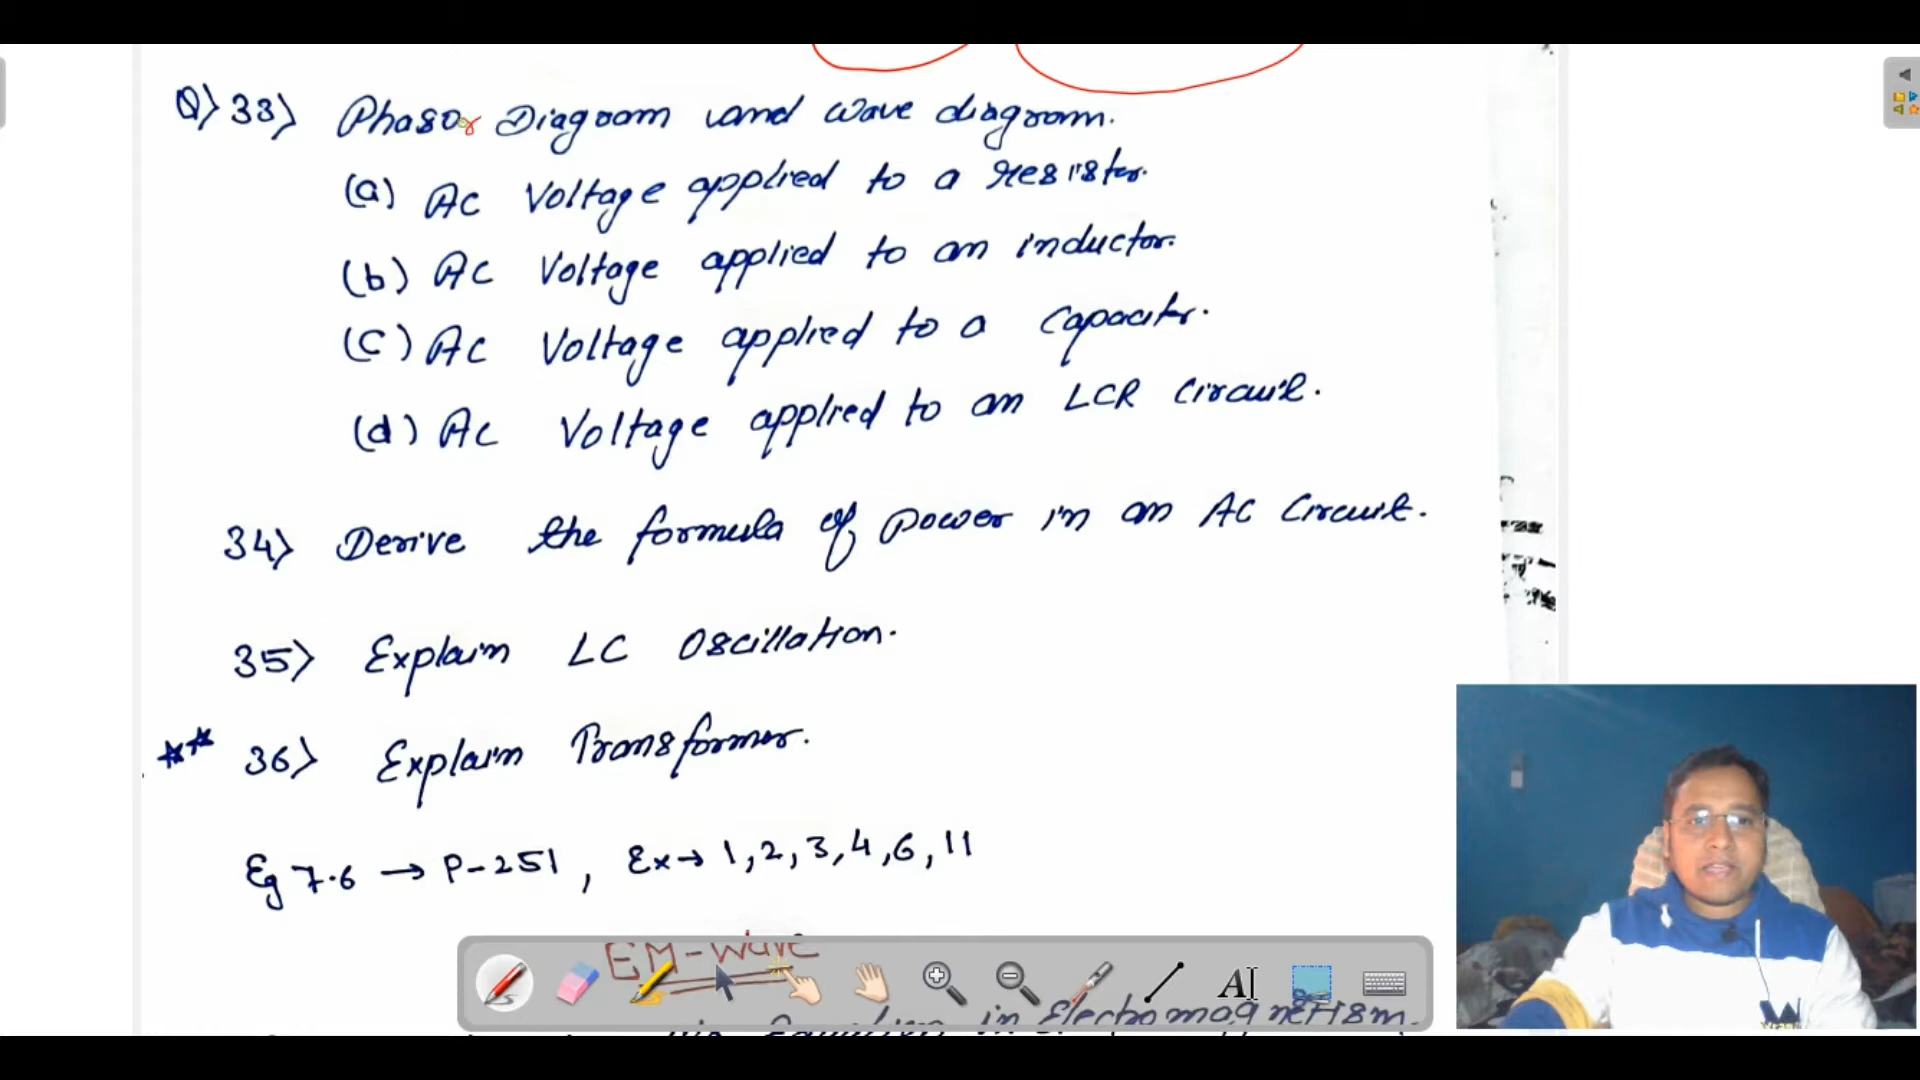 Q) 33) Phasor Diagram and wave diagram.
(a) AC Voltage applied to a resistor.
(b) AC Voltage applied to an inductor.
(c) AC Voltage applied to a Capacitor.
(d) AC Voltage applied to an LCR Circuit.
34) Derive the formula of power in an AC Circuit.
35) Explain LC Oscillation.
** 36) Explain Transformer.
Eg 7.6 → P-251, Ex → 1, 2, 3, 4, 6, 11
EM-Wave
in Electromagnetism.